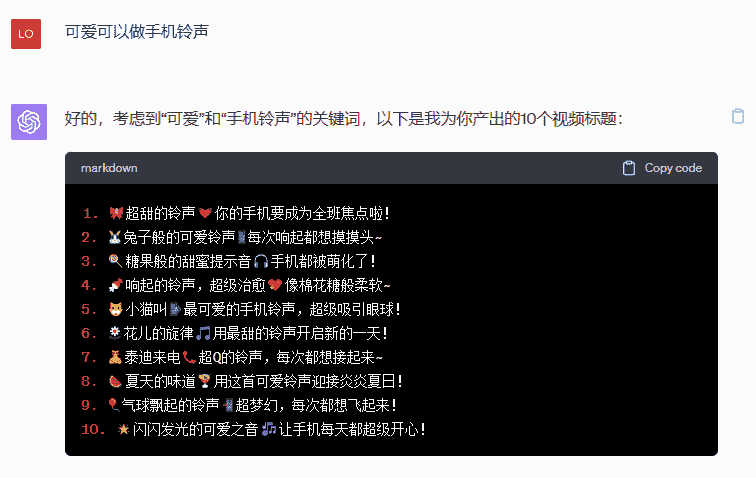 LO
可爱可以做手机铃声
好的，考虑到“可爱”和“手机铃声”的关键词，以下是我为你产出的10个视频标题：
markdown
Copy code
1. 🎀超甜的铃声❤️你的手机要成为全班焦点啦！
2. 🐰兔子般的可爱铃声📳每次响起都想摸摸头~
3. 🍭糖果般的甜蜜提示音🎧手机都被萌化了！
4. 🍬响起的铃声，超级治愈💖像棉花糖般柔软~
5. 🐱小猫叫📲最可爱的手机铃声，超级吸引眼球！
6. 🌼花儿的旋律🎵用最甜的铃声开启新的一天！
7. 🧸泰迪来电📞超Q的铃声，每次都想接起来~
8. 🍉夏天的味道🍹用这首可爱铃声迎接炎炎夏日！
9. 🎈气球飘起的铃声📱超梦幻，每次都想飞起来！
10. 🌟闪闪发光的可爱之音🎶让手机每天都超级开心！